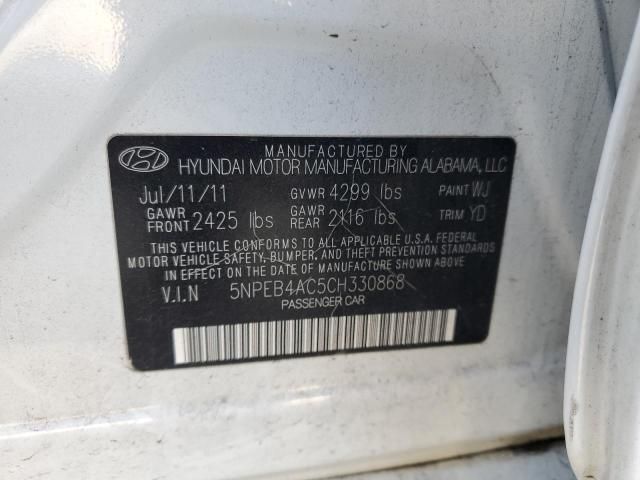 MANUFACTURED BY
HYUNDAI MOTOR MANUFACTURING ALABAMA, LLC
Jul/11/11 GVWR 4299 lbs PAINT WJ
GAWR FRONT 2425 lbs GAWR REAR 2116 lbs TRIM YD
THIS VEHICLE CONFORMS TO ALL APPLICABLE U.S.A. FEDERAL
MOTOR VEHICLE SAFETY, BUMPER, AND THEFT PREVENTION STANDARDS
IN EFFECT ON THE DATE OF MANUFACTURE SHOWN ABOVE.
V.I.N 5NPEB4AC5CH330868
PASSENGER CAR